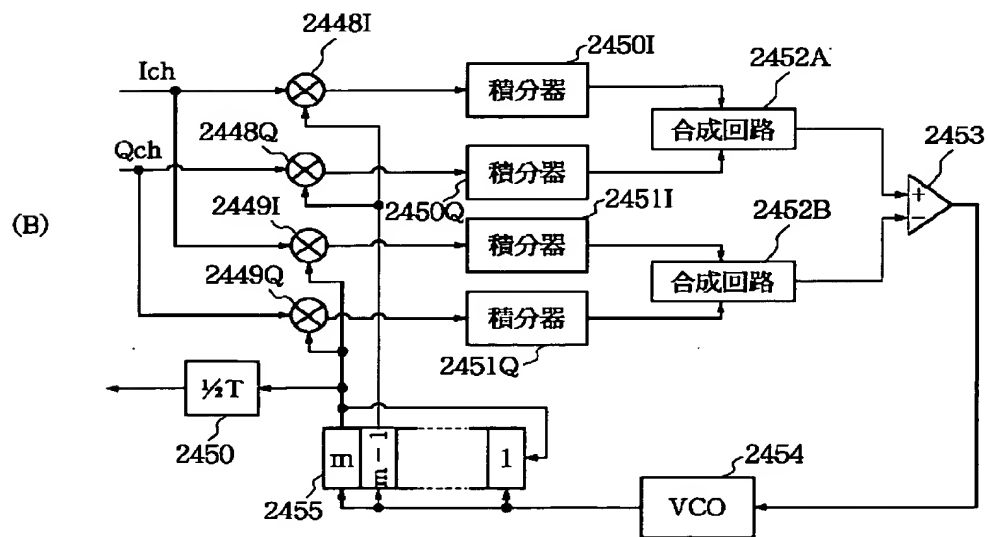 2448I
2450I
2452A
Ich
積分器
2448Q
合成回路
2453
Qch
積分器
+
2450Q
2451I
−
2449I
2452B
(B)
積分器
2449Q
合成回路
積分器
2451Q
½T
2450
m
m−1
1
2454
2455
VCO